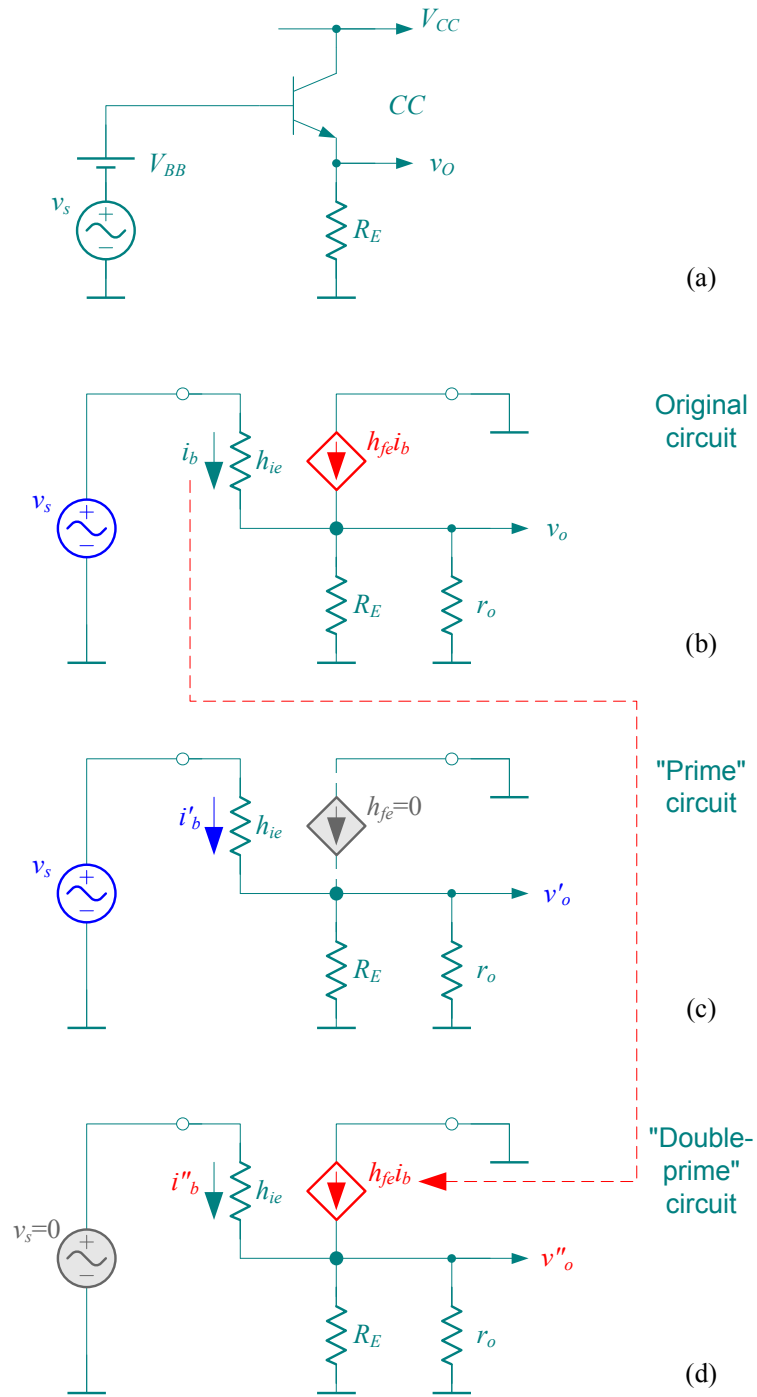 V_CC
CC
V_BB
v_O
v_s
+
−
R_E
(a)
Original
circuit
h_fe i_b
i_b
h_ie
v_s
+
−
v_o
R_E
r_o
(b)
"Prime"
circuit
i'_b
h_fe=0
h_ie
v_s
+
−
v'_o
R_E
r_o
(c)
"Double-
prime"
circuit
i"_b
h_ie
h_fe i_b
v_s=0
+
−
v"_o
R_E
r_o
(d)